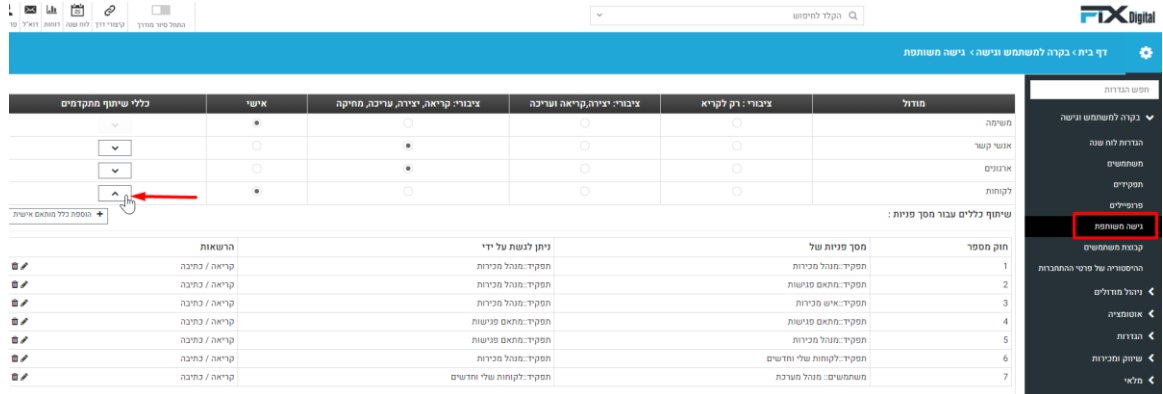 FIX Digital
הקלד לחיפוש
התחל סיור מודרך
קיצורי דרך
לוח שנה
דוחות
דוא"ל
דף בית › בקרה למשתמש וגישה › גישה משותפת
חפש הגדרות
בקרה למשתמש וגישה
הגדרות לוח שנה
משתמשים
תפקידים
פרופיילים
גישה משותפת
קבוצת משתמשים
ההיסטוריה של פרטי ההתחברות
ניהול מודולים
אוטומציה
הגדרות
שיווק ומכירות
מלאי
מודול ציבורי : רק לקריא ציבורי: יצירה,קריאה ועריכה ציבורי: קריאה, יצירה, עריכה, מחיקה אישי כללי שיתוף מתקדמים
משימה
אנשי קשר
ארגונים
לקוחות
שיתוף כללים עבור מסך פניות :
+ הוספת כלל מותאם אישית
חוק מספר מסך פניות של ניתן לגשת על ידי הרשאות
1 תפקיד::מנהל מכירות תפקיד::מנהל מכירות קריאה / כתיבה
2 תפקיד::מתאם פגישות תפקיד::מנהל מכירות קריאה / כתיבה
3 תפקיד::איש מכירות תפקיד::מנהל מכירות קריאה / כתיבה
4 תפקיד::מתאם פגישות תפקיד::מתאם פגישות קריאה / כתיבה
5 תפקיד::מנהל מכירות תפקיד::מתאם פגישות קריאה / כתיבה
6 תפקיד::לקוחות שלי וחדשים תפקיד::מנהל מכירות קריאה / כתיבה
7 משתמשים:: מנהל מערכת תפקיד::לקוחות שלי וחדשים קריאה / כתיבה